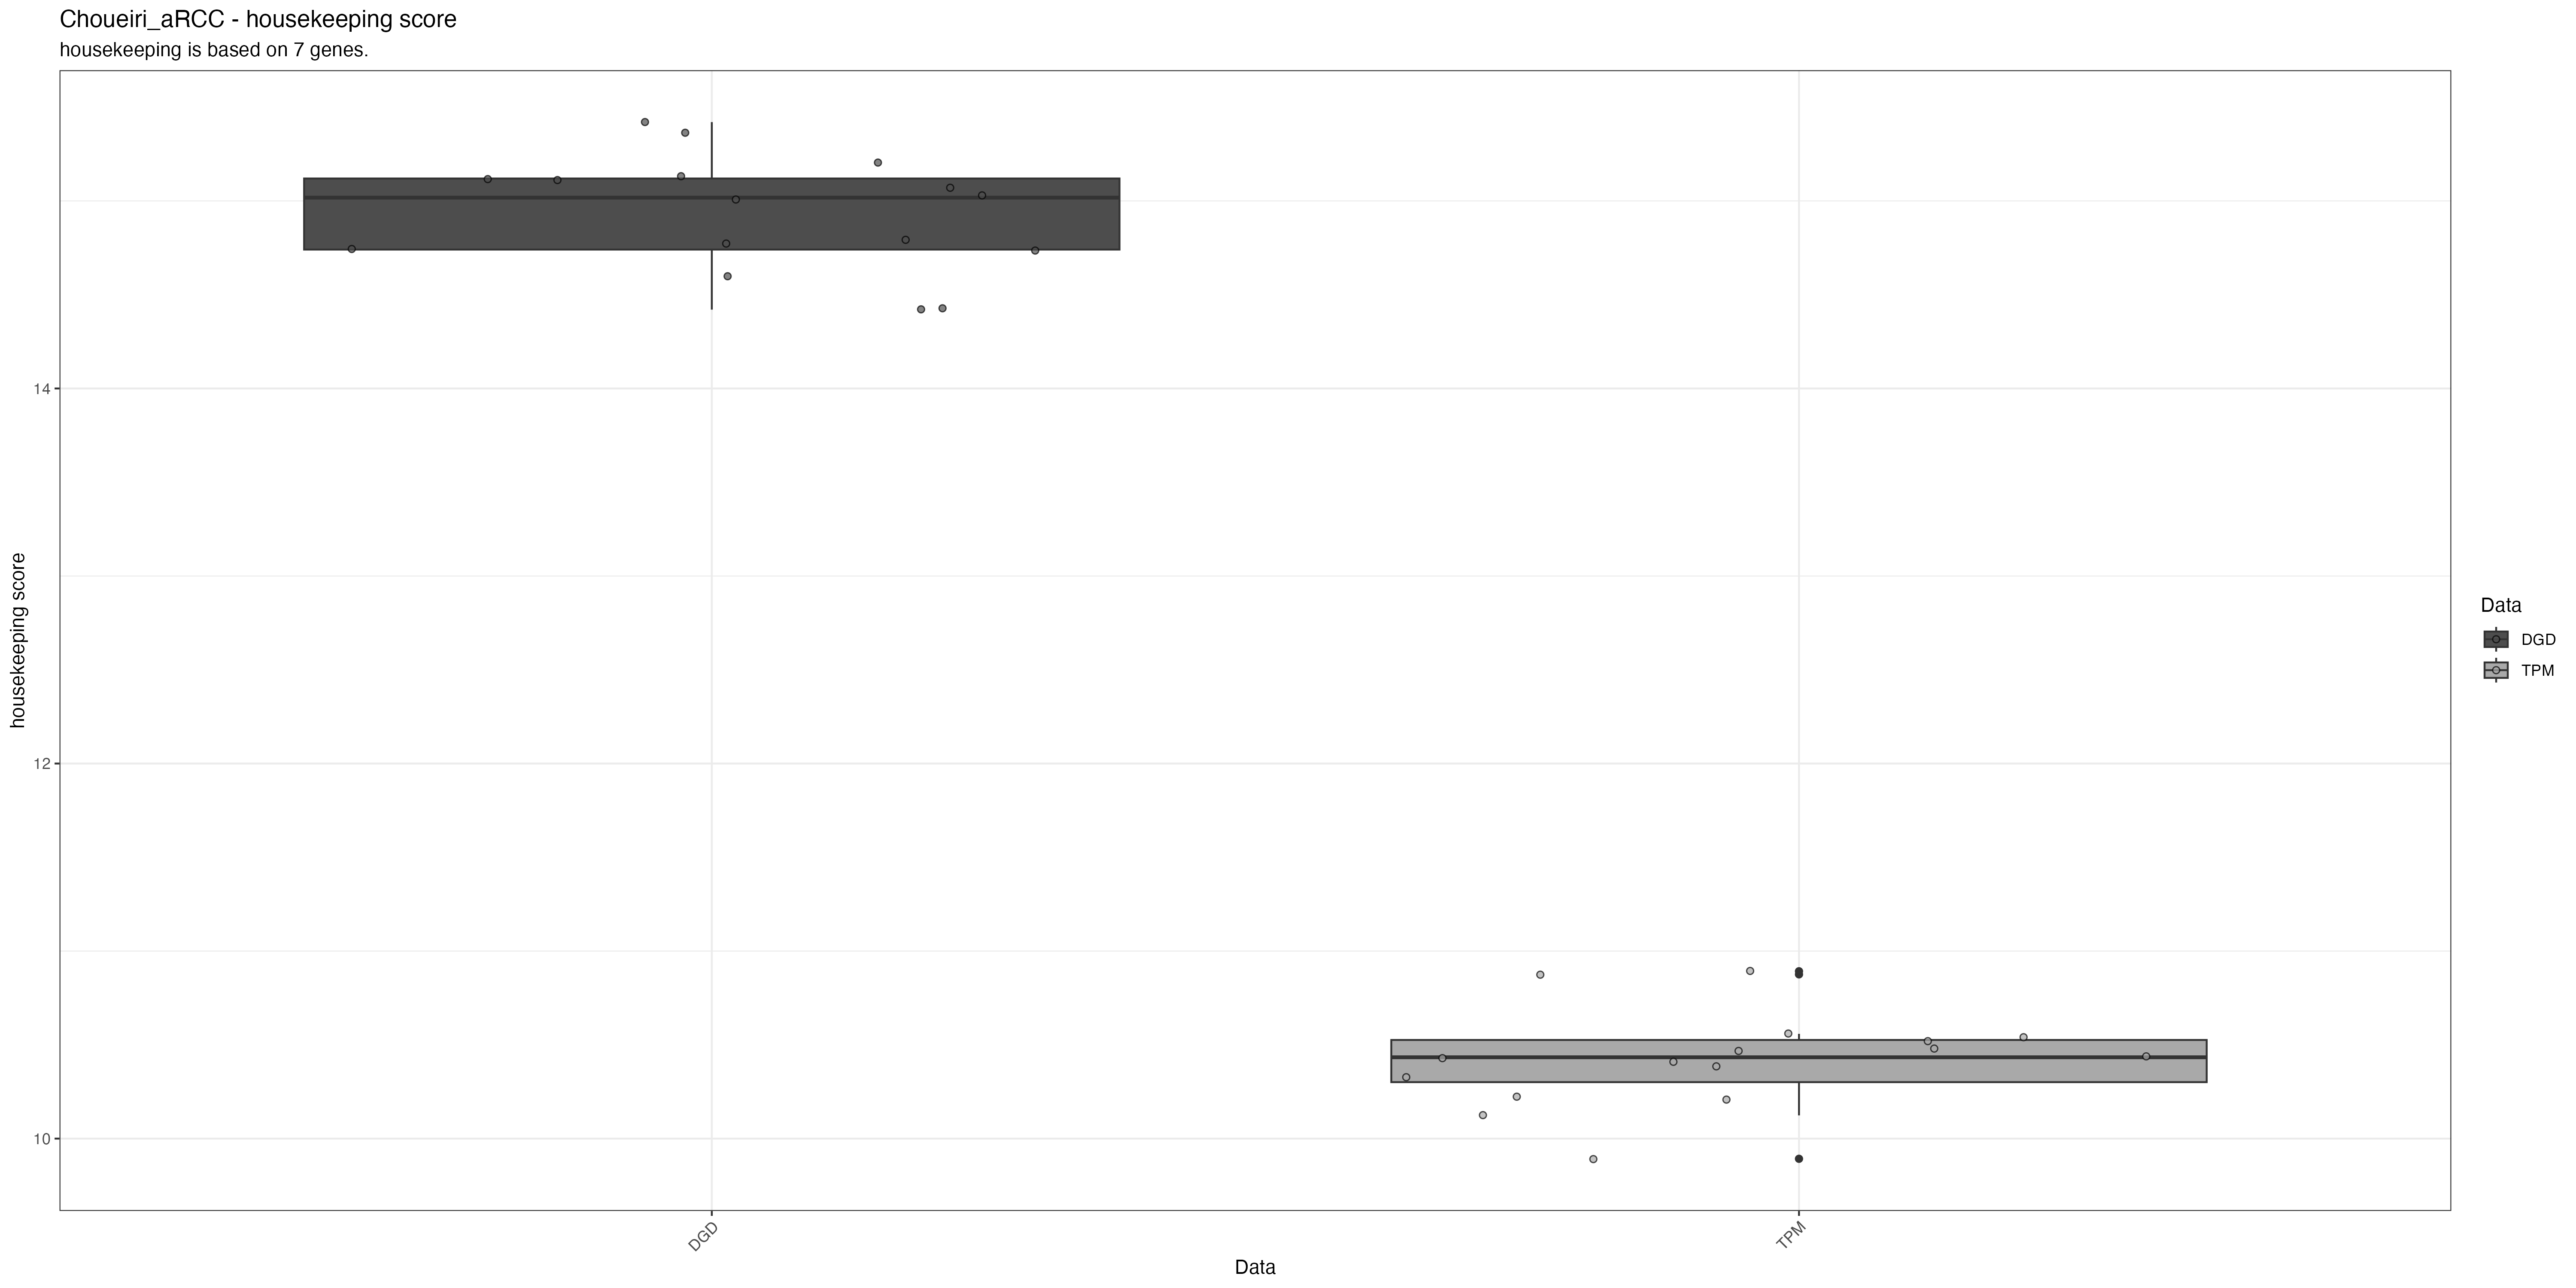 Choueiri_aRCC - housekeeping score
housekeeping is based on 7 genes.
housekeeping score
14
12
10
DGD
TPM
Data
Data
DGD
TPM